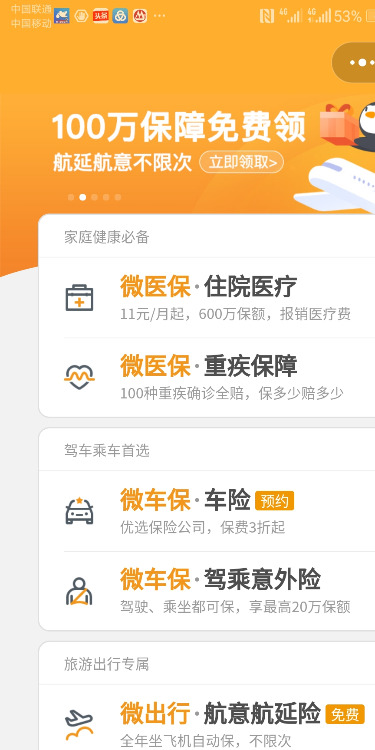 中国联通
中国移动
头条
4G
4G
53%
100万保障免费领
航延航意不限次 立即领取>
家庭健康必备
微医保·住院医疗
11元/月起，600万保额，报销医疗费
微医保·重疾保障
100种重疾确诊全赔，保多少赔多少
驾车乘车首选
微车保·车险 预约
优选保险公司，保费3折起
微车保·驾乘意外险
驾驶、乘坐都可保，享最高20万保额
旅游出行专属
微出行·航意航延险 免费
全年坐飞机自动保，不限次